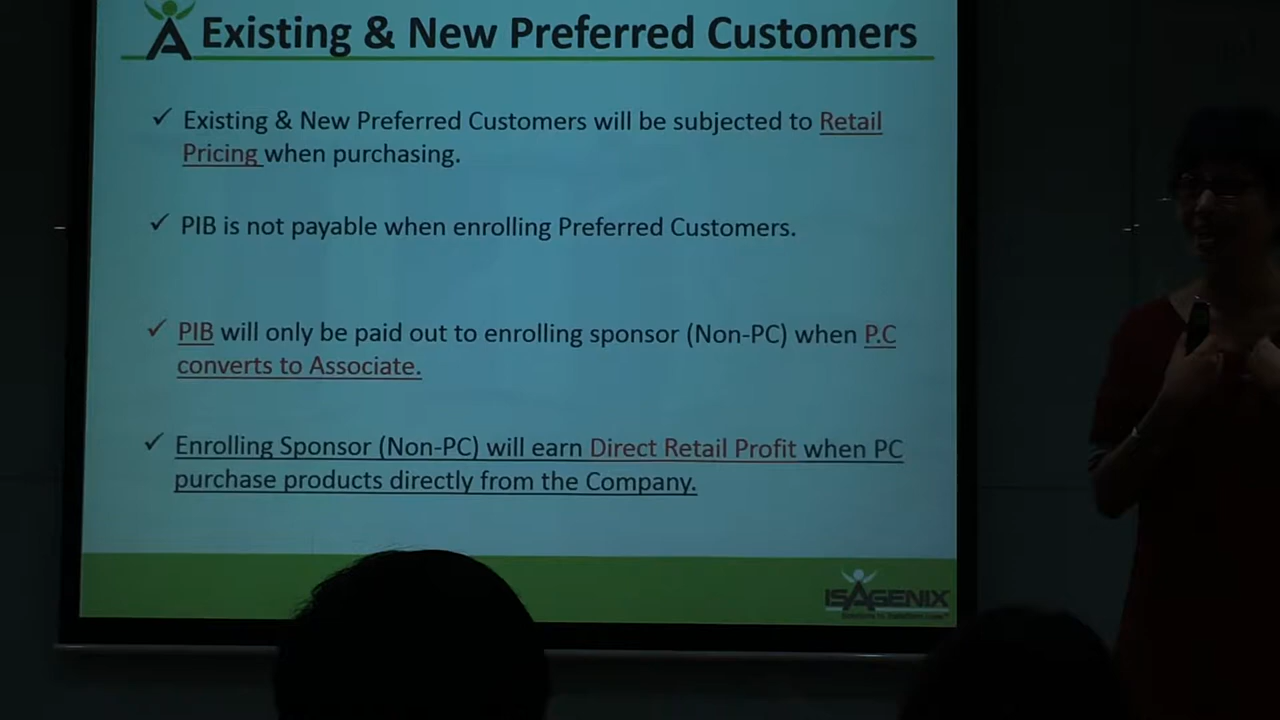 Existing & New Preferred Customers
✓ Existing & New Preferred Customers will be subjected to Retail
Pricing when purchasing.
✓ PIB is not payable when enrolling Preferred Customers.
✓ PIB will only be paid out to enrolling sponsor (Non-PC) when P.C
converts to Associate.
✓ Enrolling Sponsor (Non-PC) will earn Direct Retail Profit when PC
purchase products directly from the Company.
ISAGENIX